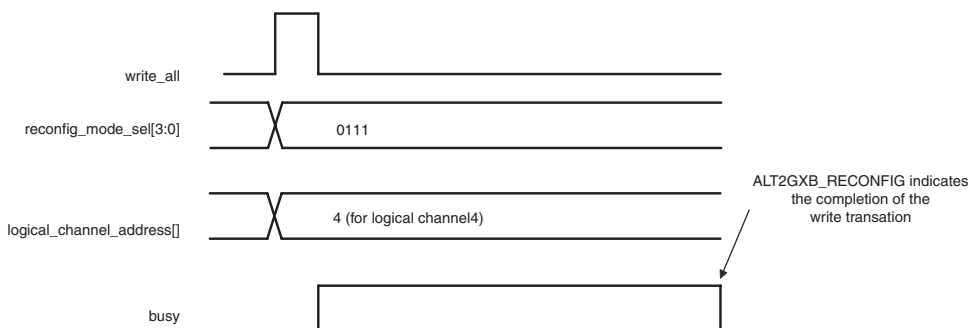 write_all
reconfig_mode_sel[3:0]
0111
ALT2GXB_RECONFIG indicates
the completion of the
write transation
logical_channel_address[]
4 (for logical channel4)
busy